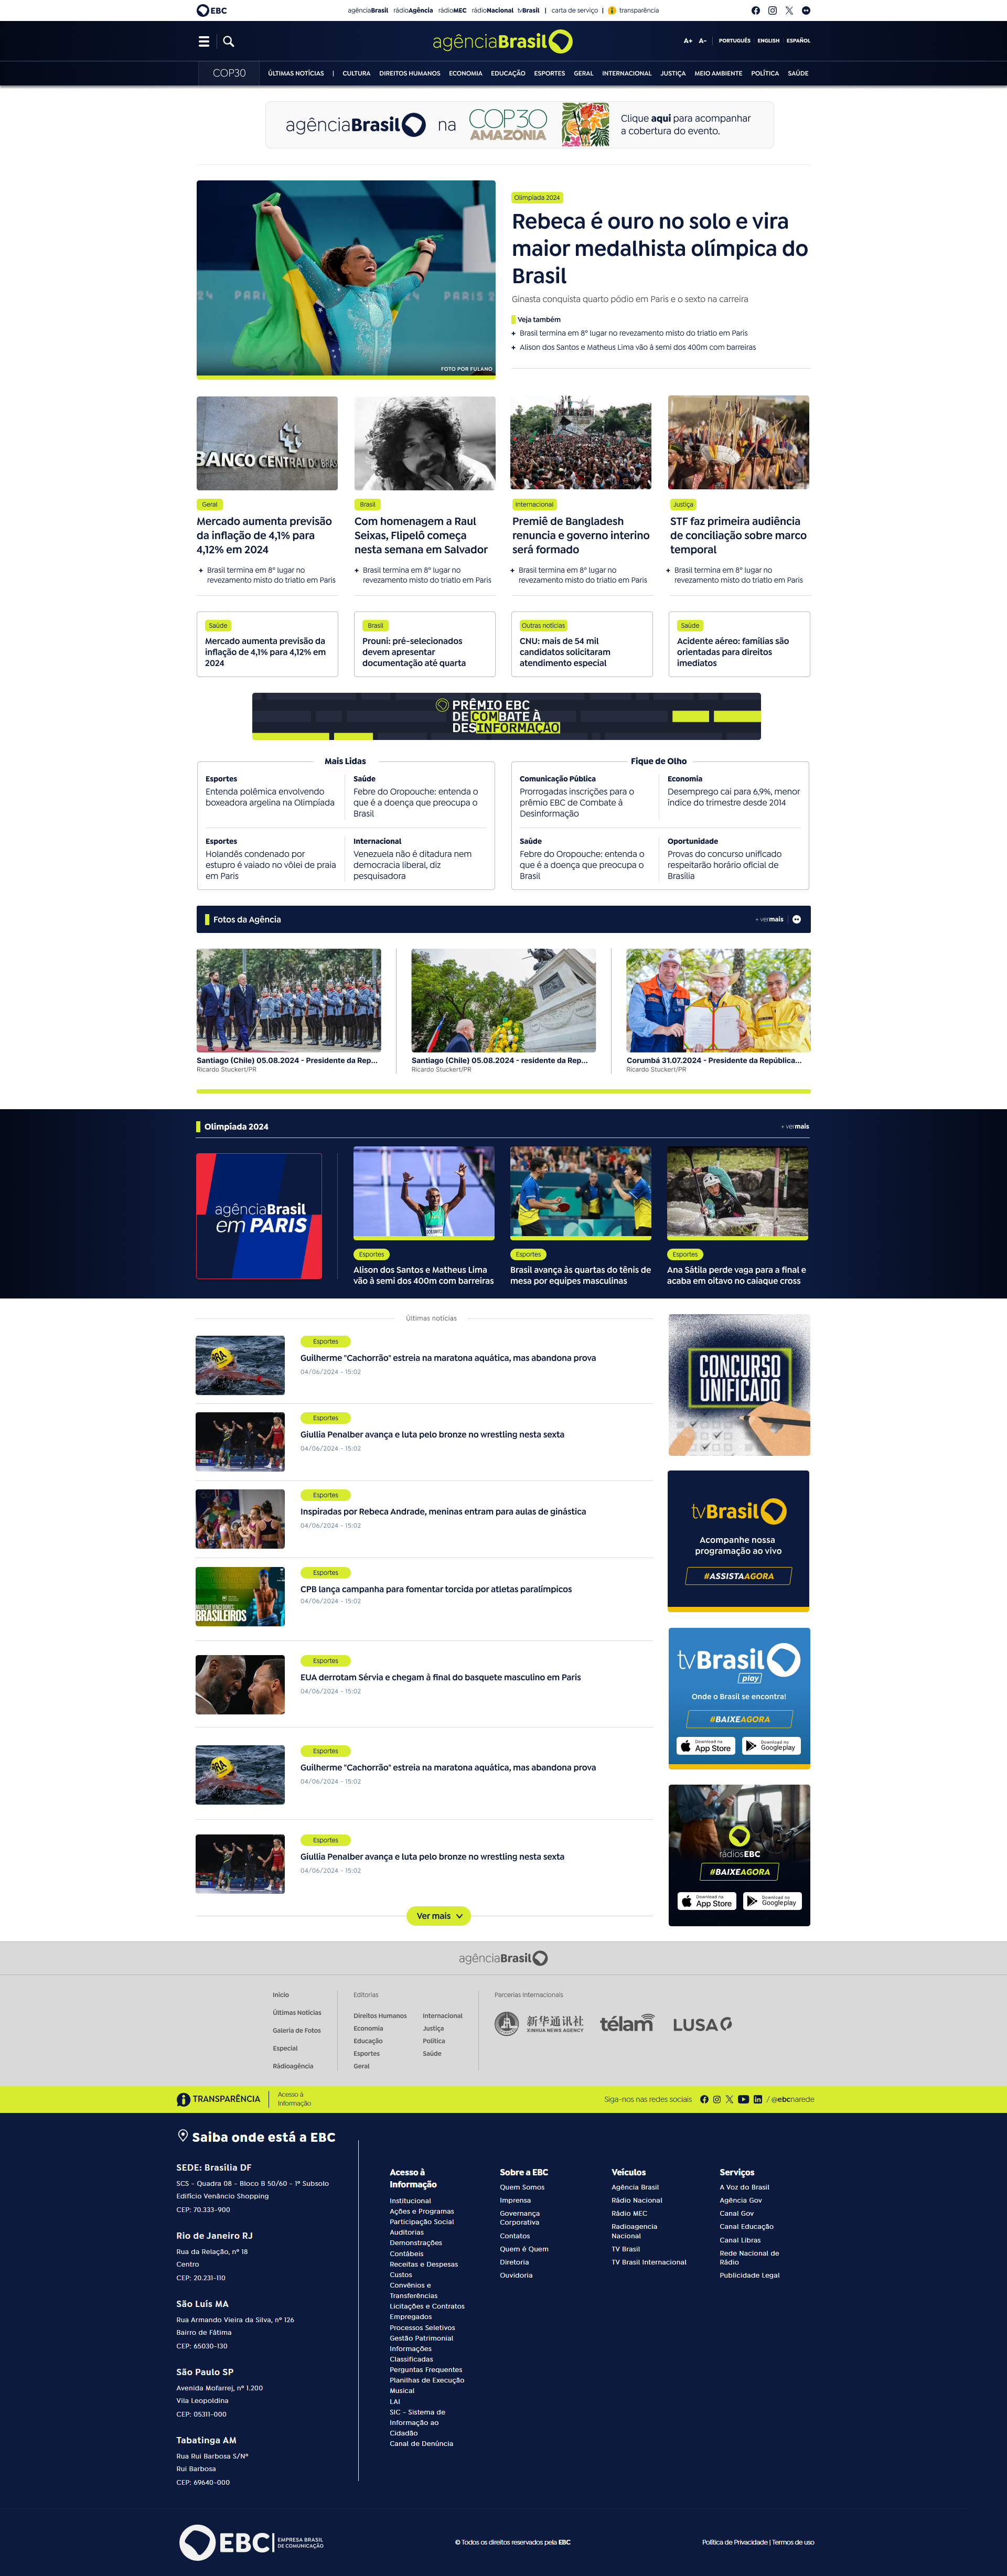 EBC
agênciaBrasil rádioAgência rádioMEC rádioNacional tvBrasil | carta de serviço | transparência
agênciaBrasil
A+ A- PORTUGUÊS ENGLISH ESPAÑOL
COP30 ÚLTIMAS NOTÍCIAS | CULTURA DIREITOS HUMANOS ECONOMIA EDUCAÇÃO ESPORTES GERAL INTERNACIONAL JUSTIÇA MEIO AMBIENTE POLÍTICA SAÚDE
agênciaBrasil na COP30 AMAZÔNIA
Clique aqui para acompanhar
a cobertura do evento.
PARIS 2024
FOTO POR FULANO
Olimpíada 2024
Rebeca é ouro no solo e vira
maior medalhista olímpica do
Brasil
Ginasta conquista quarto pódio em Paris e o sexto na carreira
Veja também
+ Brasil termina em 8º lugar no revezamento misto do triatlo em Paris
+ Alison dos Santos e Matheus Lima vão à semi dos 400m com barreiras
BANCO CENTRAL DO BRASIL
Geral
Mercado aumenta previsão
da inflação de 4,1% para
4,12% em 2024
+ Brasil termina em 8º lugar no
revezamento misto do triatlo em Paris
Brasil
Com homenagem a Raul
Seixas, Flipelô começa
nesta semana em Salvador
+ Brasil termina em 8º lugar no
revezamento misto do triatlo em Paris
Internacional
Premiê de Bangladesh
renuncia e governo interino
será formado
+ Brasil termina em 8º lugar no
revezamento misto do triatlo em Paris
Justiça
STF faz primeira audiência
de conciliação sobre marco
temporal
+ Brasil termina em 8º lugar no
revezamento misto do triatlo em Paris
Saúde
Mercado aumenta previsão da
inflação de 4,1% para 4,12% em
2024
Brasil
Prouni: pré-selecionados
devem apresentar
documentação até quarta
Outras notícias
CNU: mais de 54 mil
candidatos solicitaram
atendimento especial
Saúde
Acidente aéreo: famílias são
orientadas para direitos
imediatos
PRÊMIO EBC
DE COMBATE À
DESINFORMAÇÃO
Mais Lidas
Esportes
Entenda polêmica envolvendo
boxeadora argelina na Olimpíada
Saúde
Febre do Oropouche: entenda o
que é a doença que preocupa o
Brasil
Esportes
Holandês condenado por
estupro é vaiado no vôlei de praia
em Paris
Internacional
Venezuela não é ditadura nem
democracia liberal, diz
pesquisadora
Fique de Olho
Comunicação Pública
Prorrogadas inscrições para o
prêmio EBC de Combate à
Desinformação
Economia
Desemprego cai para 6,9%, menor
índice do trimestre desde 2014
Saúde
Febre do Oropouche: entenda o
que é a doença que preocupa o
Brasil
Oportunidade
Provas do concurso unificado
respeitarão horário oficial de
Brasília
Fotos da Agência
+ vermais
Santiago (Chile) 05.08.2024 - Presidente da Rep...
Ricardo Stuckert/PR
Santiago (Chile) 05.08.2024 - residente da Rep...
Ricardo Stuckert/PR
Corumbá 31.07.2024 - Presidente da República...
Ricardo Stuckert/PR
Olimpíada 2024
+ vermais
agênciaBrasil
em PARIS
Esportes
Alison dos Santos e Matheus Lima
vão à semi dos 400m com barreiras
Esportes
Brasil avança às quartas do tênis de
mesa por equipes masculinas
Esportes
Ana Sátila perde vaga para a final e
acaba em oitavo no caiaque cross
Últimas notícias
Esportes
Guilherme "Cachorrão" estreia na maratona aquática, mas abandona prova
04/06/2024 - 15:02
Esportes
Giullia Penalber avança e luta pelo bronze no wrestling nesta sexta
04/06/2024 - 15:02
Esportes
Inspiradas por Rebeca Andrade, meninas entram para aulas de ginástica
04/06/2024 - 15:02
MAIS QUE VENCEDORES
BRASILEIROS
Esportes
CPB lança campanha para fomentar torcida por atletas paralímpicos
04/06/2024 - 15:02
Esportes
EUA derrotam Sérvia e chegam à final do basquete masculino em Paris
04/06/2024 - 15:02
Esportes
Guilherme "Cachorrão" estreia na maratona aquática, mas abandona prova
04/06/2024 - 15:02
Esportes
Giullia Penalber avança e luta pelo bronze no wrestling nesta sexta
04/06/2024 - 15:02
Ver mais
CONCURSO
UNIFICADO
tvBrasil
Acompanhe nossa
programação ao vivo
#ASSISTAAGORA
tvBrasil
play
Onde o Brasil se encontra!
#BAIXEAGORA
Download na
App Store
Download no
Google play
rádiosEBC
#BAIXEAGORA
Download na
App Store
Download no
Google play
agênciaBrasil
Início
Últimas Notícias
Galeria de Fotos
Especial
Rádioagência
Editorias
Direitos Humanos
Economia
Educação
Esportes
Geral
Internacional
Justiça
Política
Saúde
Parcerias Internacionais
新华通讯社
XINHUA NEWS AGENCY
télam
LUSA
TRANSPARÊNCIA
Acesso à
Informação
Siga-nos nas redes sociais
/ @ebcnarede
Saiba onde está a EBC
SEDE: Brasília DF
SCS - Quadra 08 - Bloco B 50/60 - 1º Subsolo
Edifício Venâncio Shopping
CEP: 70.333-900
Rio de Janeiro RJ
Rua da Relação, nº 18
Centro
CEP: 20.231-110
São Luís MA
Rua Armando Vieira da Silva, nº 126
Bairro de Fátima
CEP: 65030-130
São Paulo SP
Avenida Mofarrej, nº 1.200
Vila Leopoldina
CEP: 05311-000
Tabatinga AM
Rua Rui Barbosa S/Nº
Rui Barbosa
CEP: 69640-000
Acesso à
Informação
Institucional
Ações e Programas
Participação Social
Auditorias
Demonstrações
Contábeis
Receitas e Despesas
Custos
Convênios e
Transferências
Licitações e Contratos
Empregados
Processos Seletivos
Gestão Patrimonial
Informações
Classificadas
Perguntas Frequentes
Planilhas de Execução
Musical
LAI
SIC - Sistema de
Informação ao
Cidadão
Canal de Denúncia
Sobre a EBC
Quem Somos
Imprensa
Governança
Corporativa
Contatos
Quem é Quem
Diretoria
Ouvidoria
Veículos
Agência Brasil
Rádio Nacional
Rádio MEC
Radioagencia
Nacional
TV Brasil
TV Brasil Internacional
Serviços
A Voz do Brasil
Agência Gov
Canal Gov
Canal Educação
Canal Libras
Rede Nacional de
Rádio
Publicidade Legal
EBC
EMPRESA BRASIL
DE COMUNICAÇÃO
© Todos os direitos reservados pela EBC
Política de Privacidade | Termos de uso